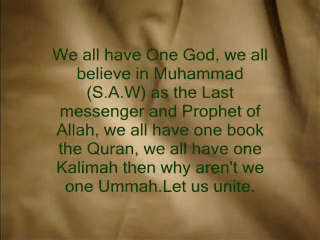 We all have One God, we all
believe in Muhammad
(S.A.W) as the Last
messenger and Prophet of
Allah, we all have one book
the Quran, we all have one
Kalimah then why aren't we
one Ummah.Let us unite.